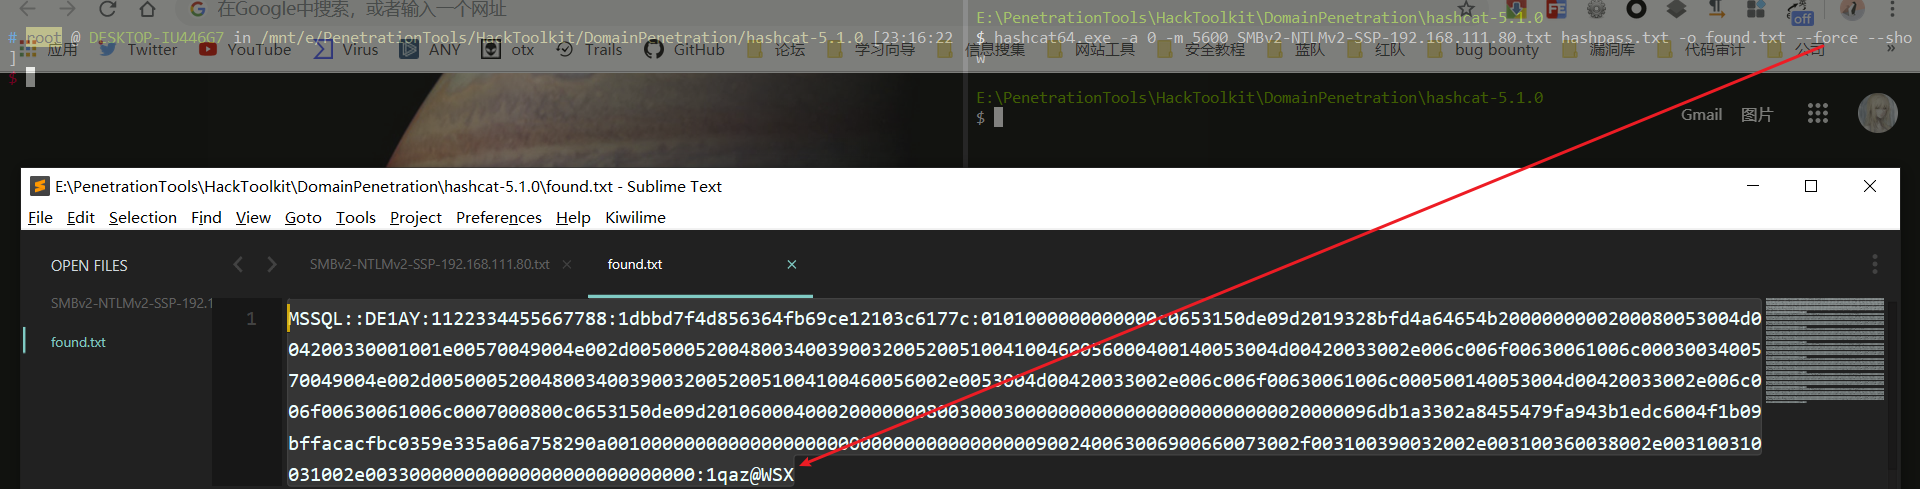 在Google中搜索，或者输入一个网址
# root @ DESKTOP-IU446G7 in /mnt/e/PenetrationTools/HackToolkit/DomainPenetration/hashcat-5.1.0 [23:16:22
]
$
应用 Twitter YouTube Virus ANY otx Trails GitHub 论坛 学习向导 信息搜集 网站工具 安全教程 蓝队 红队 bug bounty 漏洞库 代码审计 公司 »
E:\PenetrationTools\HackToolkit\DomainPenetration\hashcat-5.1.0
$ hashcat64.exe -a 0 -m 5600 SMBv2-NTLMv2-SSP-192.168.111.80.txt hashpass.txt -o found.txt --force --sho
w
E:\PenetrationTools\HackToolkit\DomainPenetration\hashcat-5.1.0
$
off
Gmail 图片
E:\PenetrationTools\HackToolkit\DomainPenetration\hashcat-5.1.0\found.txt - Sublime Text
File Edit Selection Find View Goto Tools Project Preferences Help Kiwilime
OPEN FILES
SMBv2-NTLMv2-SSP-192.1
found.txt
SMBv2-NTLMv2-SSP-192.168.111.80.txt × found.txt ×
1
MSSQL::DE1AY:1122334455667788:1dbbd7f4d856364fb69ce12103c6177c:0101000000000000c0653150de09d2019328bfd4a64654b2000000000200080053004d0
04200330001001e00570049004e002d00500052004800340039003200520051004100460056000400140053004d00420033002e006c006f00630061006c00030034005
70049004e002d00500052004800340039003200520051004100460056002e0053004d00420033002e006c006f00630061006c000500140053004d00420033002e006c0
06f00630061006c0007000800c0653150de09d20106000400020000000800300030000000000000000000000000200000​96db1a3302a8455479fa943b1edc6004f1b09
bffacacfbc0359e335a06a758290a001000000000000000000000000000000000000900240063006900660073002f003100390032002e003100360038002e003100310
031002e003300000000000000000000000000:1qaz@WSX